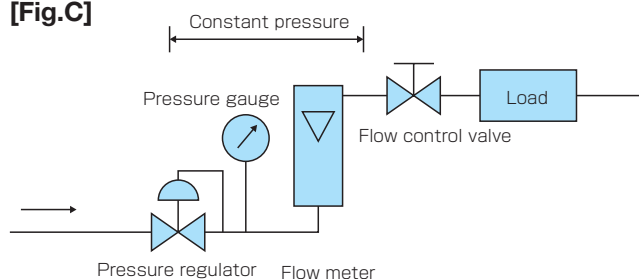 [Fig.C]
Constant pressure
Pressure gauge
Load
Flow control valve
Pressure regulator
Flow meter